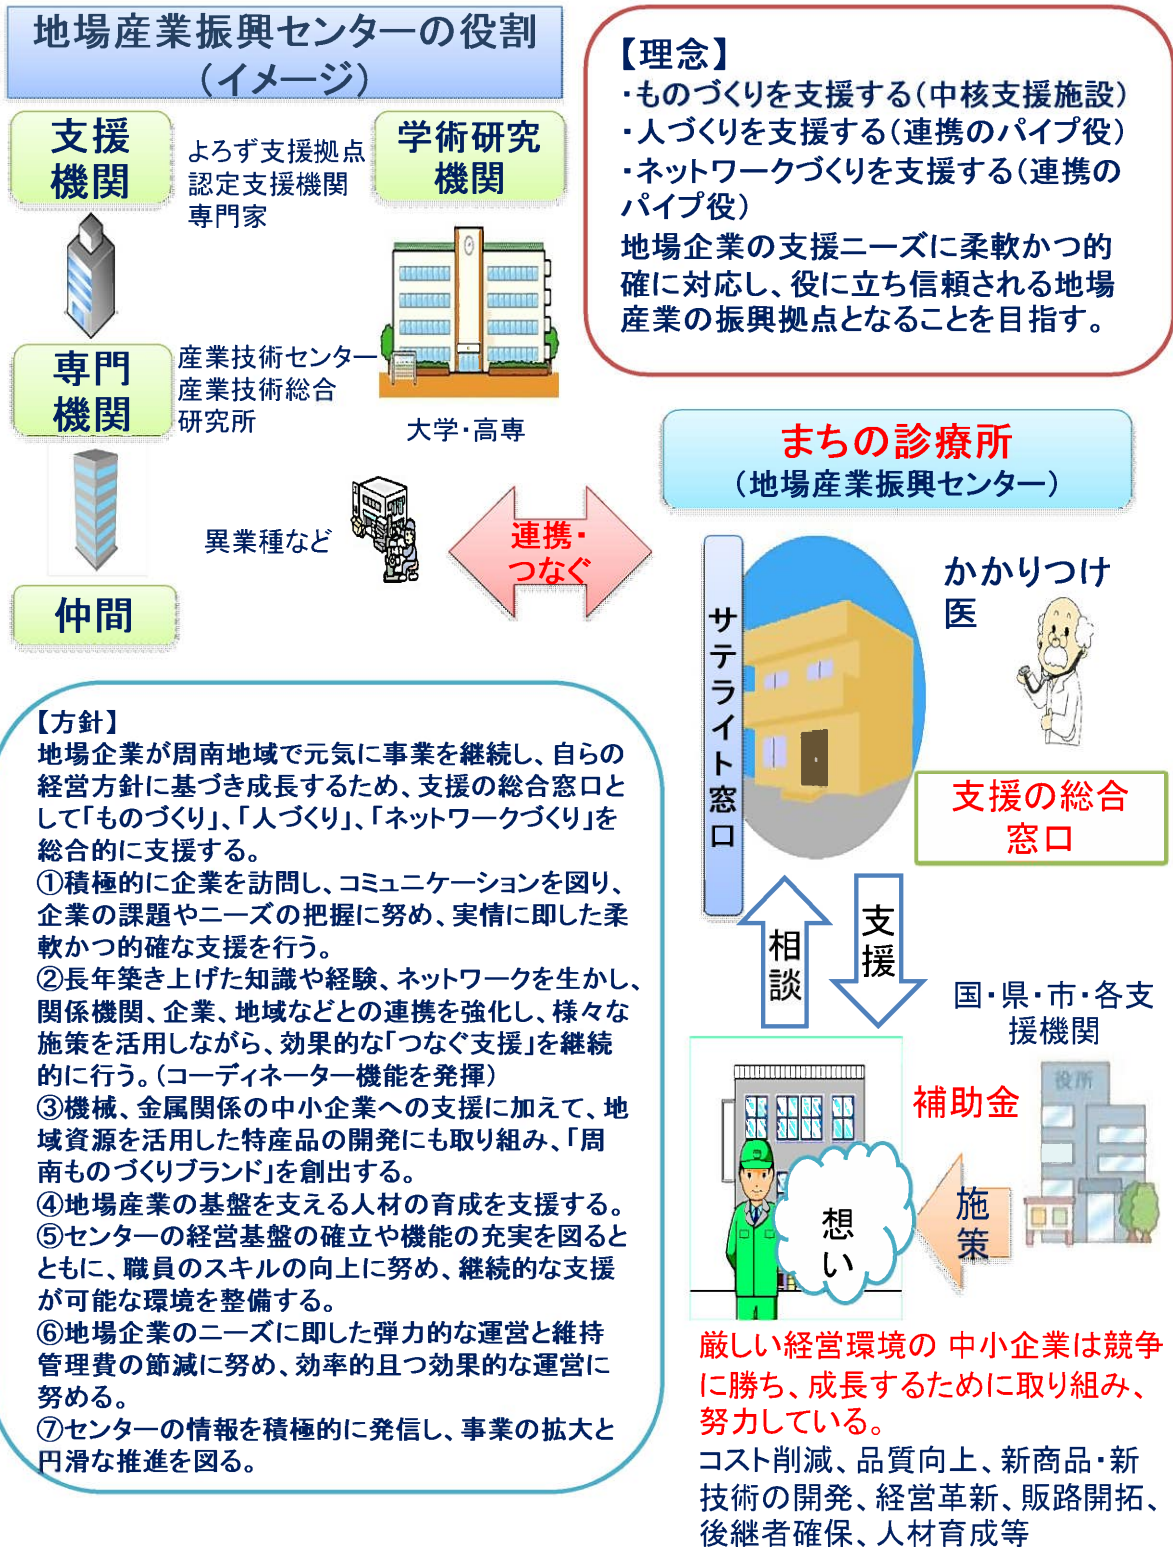 地場産業振興センターの役割
（イメージ）
支援
機関
よろず支援拠点
認定支援機関
専門家
学術研究
機関
専門
機関
産業技術センター
産業技術総合
研究所
大学・高専
異業種など
仲間
連携・
つなぐ
【理念】
・ものづくりを支援する（中核支援施設）
・人づくりを支援する（連携のパイプ役）
・ネットワークづくりを支援する（連携の
パイプ役）
地場企業の支援ニーズに柔軟かつ的
確に対応し、役に立ち信頼される地場
産業の振興拠点となることを目指す。
まちの診療所
（地場産業振興センター）
サテライト窓口
かかりつけ
医
支援の総合
窓口
相談
支援
国・県・市・各支
援機関
役所
補助金
施策
想い
厳しい経営環境の 中小企業は競争
に勝ち、成長するために取り組み、
努力している。
コスト削減、品質向上、新商品・新
技術の開発、経営革新、販路開拓、
後継者確保、人材育成等
【方針】
地場企業が周南地域で元気に事業を継続し、自らの
経営方針に基づき成長するため、支援の総合窓口と
して「ものづくり」、「人づくり」、「ネットワークづくり」を
総合的に支援する。
①積極的に企業を訪問し、コミュニケーションを図り、
企業の課題やニーズの把握に努め、実情に即した柔
軟かつ的確な支援を行う。
②長年築き上げた知識や経験、ネットワークを生かし、
関係機関、企業、地域などとの連携を強化し、様々な
施策を活用しながら、効果的な「つなぐ支援」を継続
的に行う。（コーディネーター機能を発揮）
③機械、金属関係の中小企業への支援に加えて、地
域資源を活用した特産品の開発にも取り組み、「周
南ものづくりブランド」を創出する。
④地場産業の基盤を支える人材の育成を支援する。
⑤センターの経営基盤の確立や機能の充実を図ると
ともに、職員のスキルの向上に努め、継続的な支援
が可能な環境を整備する。
⑥地場企業のニーズに即した弾力的な運営と維持
管理費の節減に努め、効率的且つ効果的な運営に
努める。
⑦センターの情報を積極的に発信し、事業の拡大と
円滑な推進を図る。